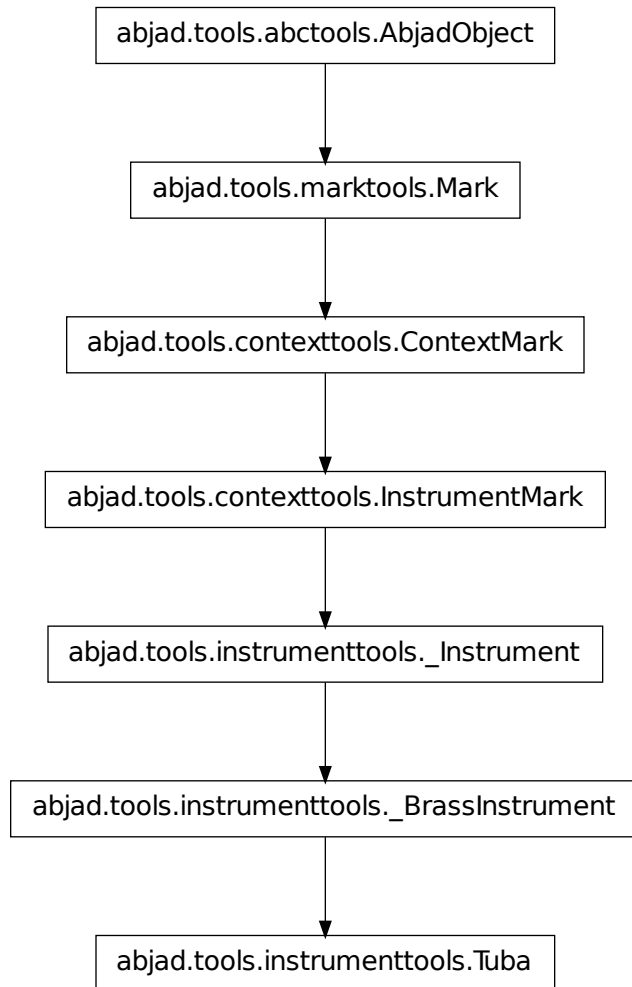 abjad.tools.abctools.AbjadObject
abjad.tools.marktools.Mark
abjad.tools.contexttools.ContextMark
abjad.tools.contexttools.InstrumentMark
abjad.tools.instrumenttools._Instrument
abjad.tools.instrumenttools._BrassInstrument
abjad.tools.instrumenttools.Tuba